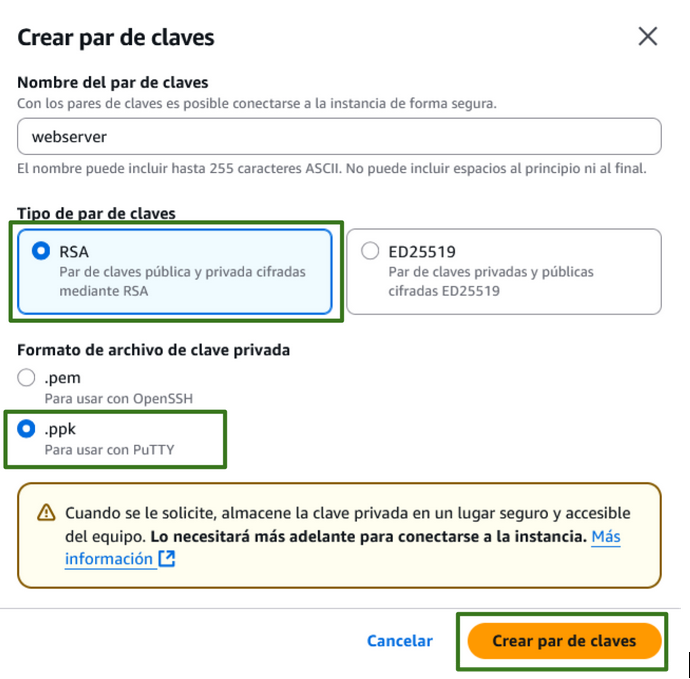 Crear par de claves
Nombre del par de claves
Con los pares de claves es posible conectarse a la instancia de forma segura.
webserver
El nombre puede incluir hasta 255 caracteres ASCII. No puede incluir espacios al principio ni al final.
Tipo de par de claves
RSA
Par de claves pública y privada cifradas
mediante RSA
ED25519
Par de claves privadas y públicas
cifradas ED25519
Formato de archivo de clave privada
.pem
Para usar con OpenSSH
.ppk
Para usar con PuTTY
Cuando se le solicite, almacene la clave privada en un lugar seguro y accesible
del equipo. Lo necesitará más adelante para conectarse a la instancia. Más
información
Cancelar
Crear par de claves